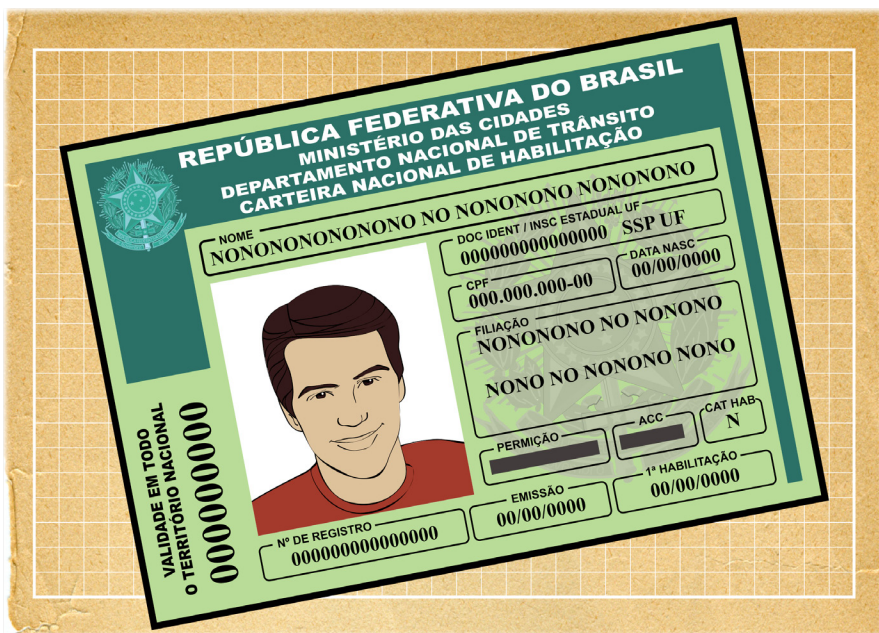 REPÚBLICA FEDERATIVA DO BRASIL
MINISTÉRIO DAS CIDADES
DEPARTAMENTO NACIONAL DE TRÂNSITO
CARTEIRA NACIONAL DE HABILITAÇÃO
NOME
NONONONONONONO NO NONONONO NONONONO
DOC IDENT / INSC ESTADUAL UF
000000000000000 SSP UF
CPF
000.000.000-00
DATA NASC
00/00/0000
FILIAÇÃO
NONONONO NO NONONO
NONO NO NONONO NONO
PERMIÇÃO
ACC
CAT HAB
N
Nº DE REGISTRO
000000000000000
EMISSÃO
00/00/0000
1ª HABILITAÇÃO
00/00/0000
VALIDADE EM TODO
O TERRITÓRIO NACIONAL
0000000000